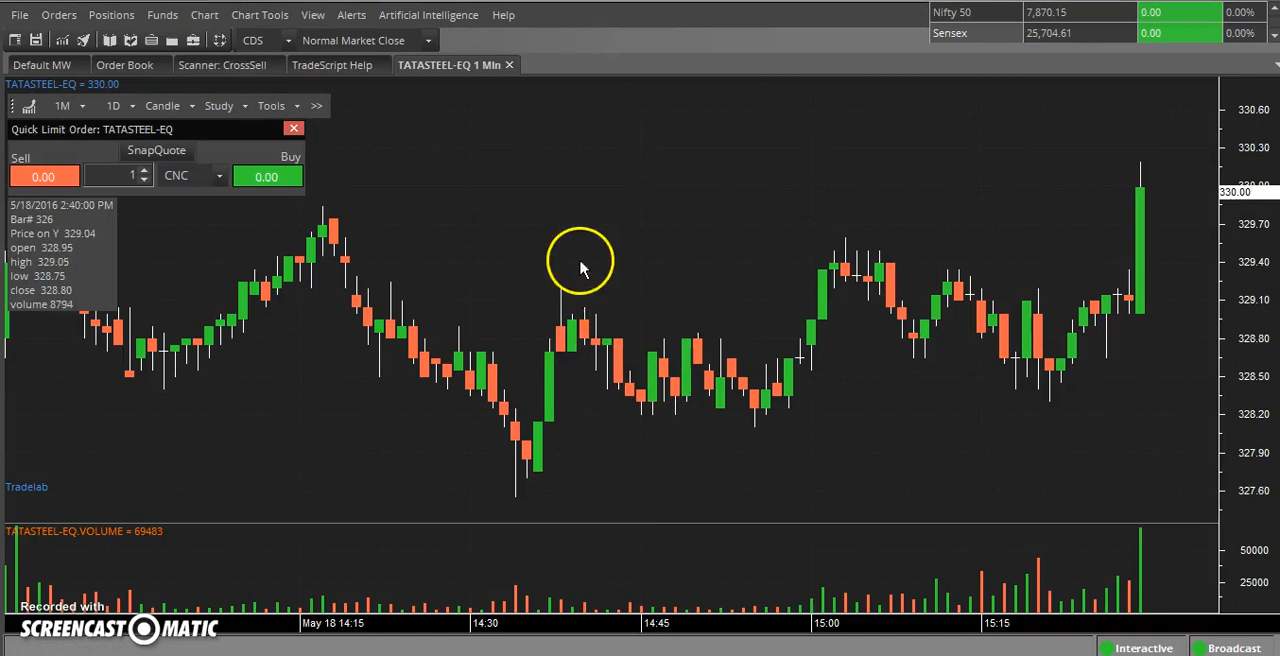 File Orders Positions Funds Chart Chart Tools View Alerts Artificial Intelligence Help
Nifty 50 7,870.15 0.00 0.00%
Sensex 25,704.61 0.00 0.00%
CDS Normal Market Close
Default MW Order Book Scanner: CrossSell TradeScript Help TATASTEEL-EQ 1 MIn
TATASTEEL-EQ = 330.00
1M 1D Candle Study Tools >>
Quick Limit Order: TATASTEEL-EQ
SnapQuote
Sell Buy
0.00 1 CNC 0.00
5/18/2016 2:40:00 PM
Bar# 326
Price on Y 329.04
open 328.95
high 329.05
low 328.75
close 328.80
volume 8794
330.60
330.30
330.00
329.70
329.40
329.10
328.80
328.50
328.20
327.90
327.60
Tradelab
TATASTEEL-EQ.VOLUME = 69483
50000
25000
Recorded with
SCREENCAST O MATIC
May 18 14:15 14:30 14:45 15:00 15:15
Interactive Broadcast